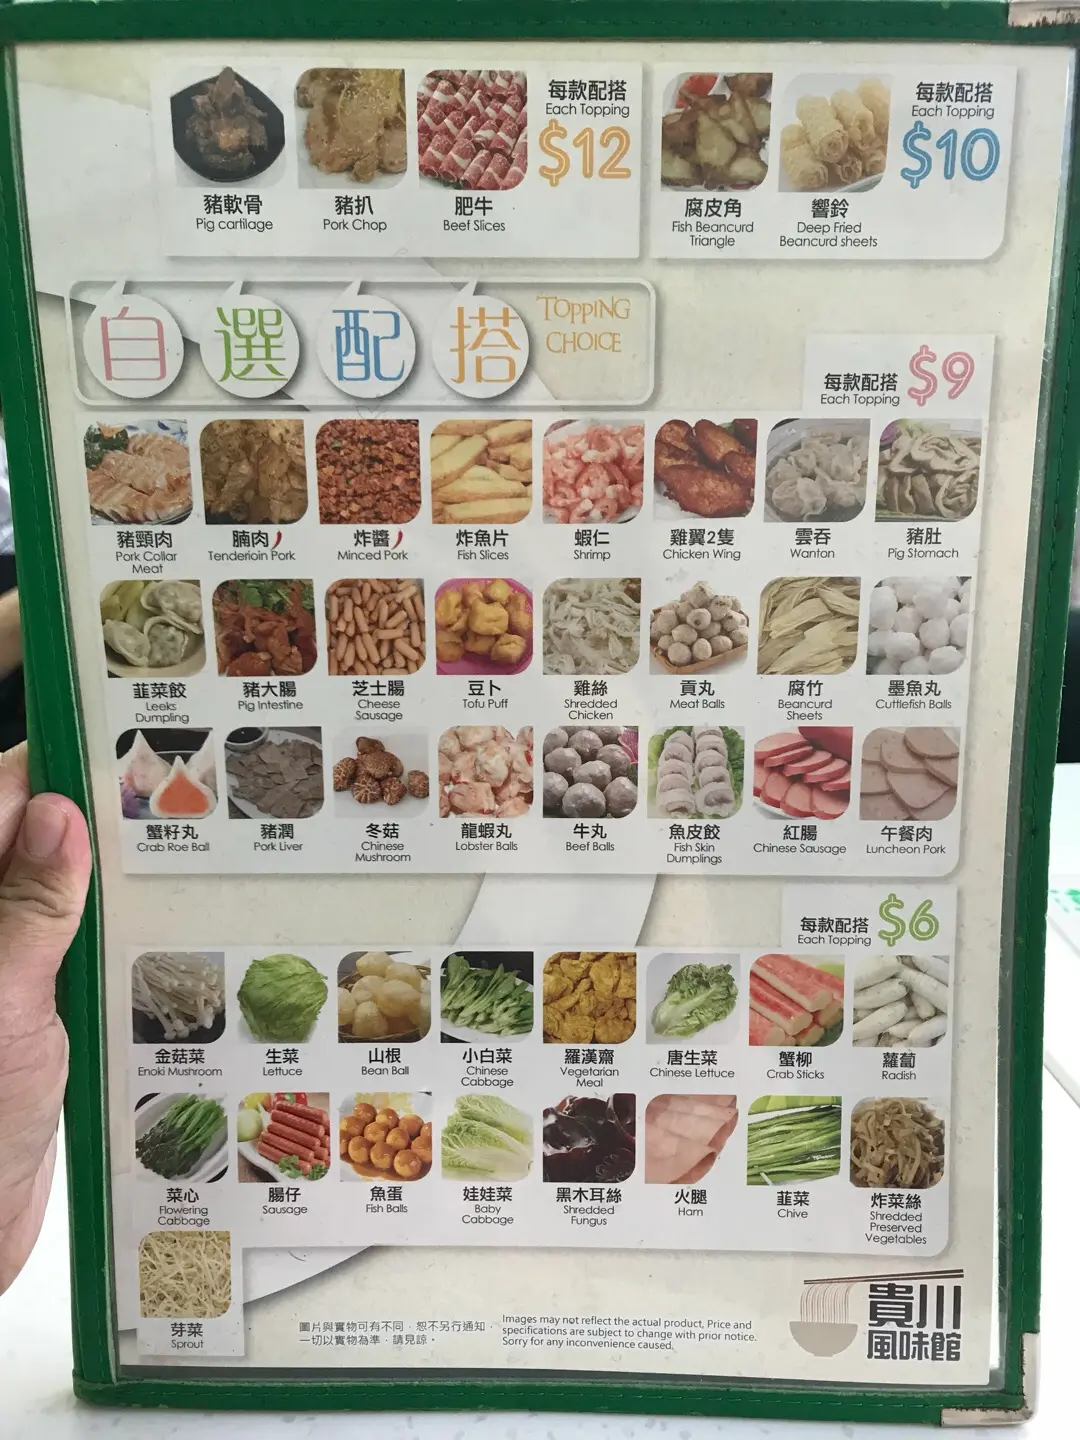 每款配搭
Each Topping
$12
豬軟骨
Pig cartilage
豬扒
Pork Chop
肥牛
Beef Slices
每款配搭
Each Topping
$10
腐皮角
Fish Beancurd
Triangle
響鈴
Deep Fried
Beancurd sheets
自選配搭
TOPPING
CHOICE
每款配搭
Each Topping
$9
豬頸肉
Pork Collar
Meat
腩肉
Tenderioin Pork
炸醬
Minced Pork
炸魚片
Fish Slices
蝦仁
Shrimp
雞翼2隻
Chicken Wing
雲吞
Wanton
豬肚
Pig Stomach
韮菜餃
Leeks
Dumpling
豬大腸
Pig Intestine
芝士腸
Cheese
Sausage
豆卜
Tofu Puff
雞絲
Shredded
Chicken
貢丸
Meat Balls
腐竹
Beancurd
Sheets
墨魚丸
Cuttlefish Balls
蟹籽丸
Crab Roe Ball
豬潤
Pork Liver
冬菇
Chinese
Mushroom
龍蝦丸
Lobster Balls
牛丸
Beef Balls
魚皮餃
Fish Skin
Dumplings
紅腸
Chinese Sausage
午餐肉
Luncheon Pork
每款配搭
Each Topping
$6
金菇菜
Enoki Mushroom
生菜
Lettuce
山根
Bean Ball
小白菜
Chinese
Cabbage
羅漢齋
Vegetarian
Meal
唐生菜
Chinese Lettuce
蟹柳
Crab Sticks
蘿蔔
Radish
菜心
Flowering
Cabbage
腸仔
Sausage
魚蛋
Fish Balls
娃娃菜
Baby
Cabbage
黑木耳絲
Shredded
Fungus
火腿
Ham
韮菜
Chive
炸菜絲
Shredded
Preserved
Vegetables
芽菜
Sprout
圖片與實物可有不同，恕不另行通知，
一切以實物為準，請見諒。
Images may not reflect the actual product, Price and
specifications are subject to change with prior notice.
Sorry for any inconvenience caused.
貴川
風味館